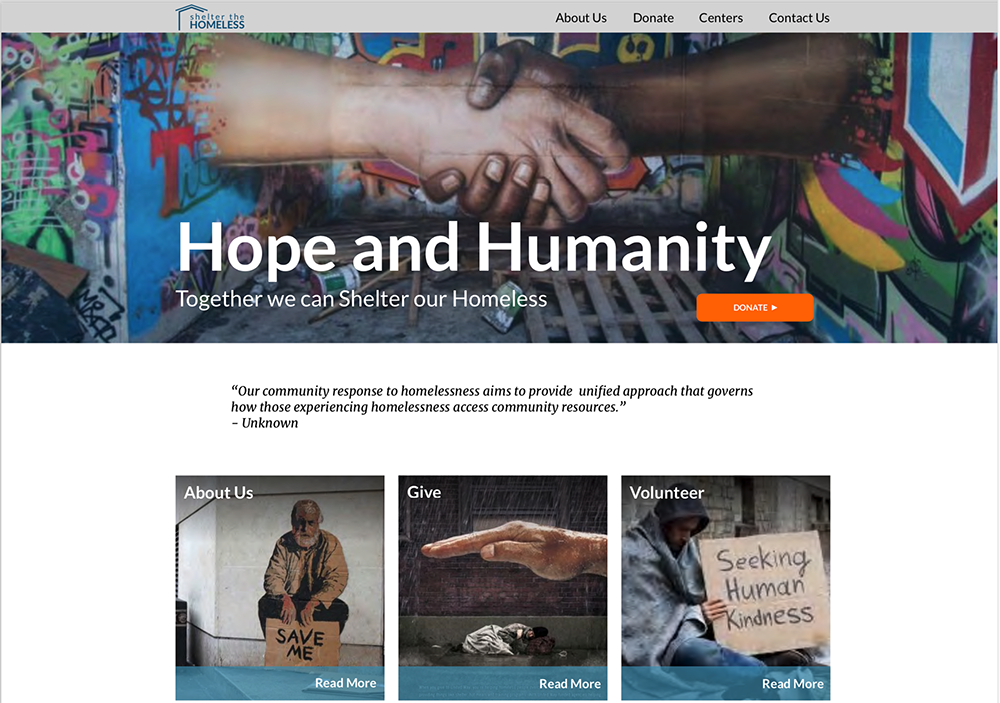 shelter the
HOMELESS
About Us
Donate
Centers
Contact Us
Hope and Humanity
Together we can Shelter our Homeless
DONATE ►
“Our community response to homelessness aims to provide  unified approach that governs
how those experiencing homelessness access community resources.”
– Unknown
About Us
SAVE
ME
Read More
Give
Read More
Volunteer
Seeking
Human
Kindness
Read More